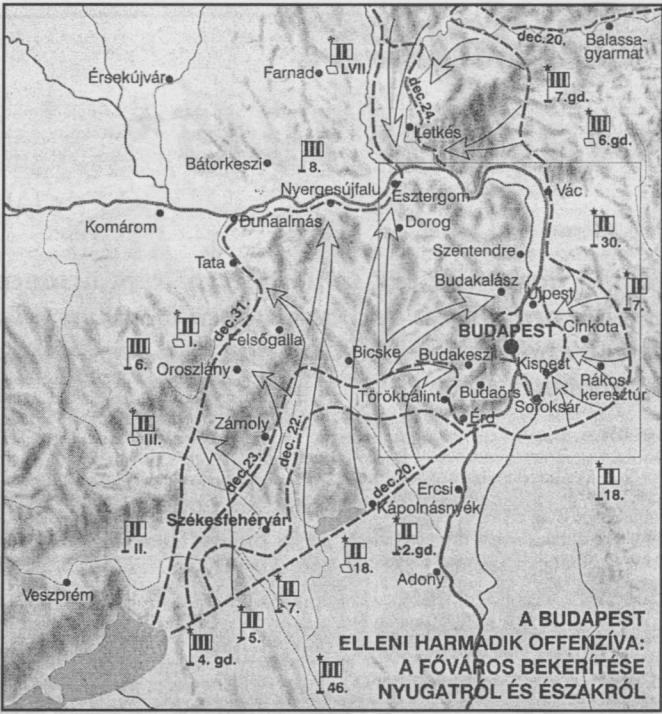 dec.20.
Balassa-
gyarmat
LVII.
Farnad
Érsekújvár
7.gd.
dec.24.
6.gd.
Letkés
8.
Bátorkeszi
Nyergesújfalu
Esztergom
Vác
Komárom
Dunaalmás
Dorog
30.
Szentendre
Tata
Budakalász
Újpest
7.
dec.31.
BUDAPEST
Cinkota
I.
Felsőgalla
6.
Bicske
Budakeszi
Kispest
Oroszlány
Rákos-
keresztúr
Törökbálint
Budaörs
Soroksár
III.
Zámoly
Érd
dec. 22.
dec.23.
dec.20.
18.
Ercsi
Székesfehérvár
Kápolnásnyék
II.
2.gd.
18.
Veszprém
Adony
7.
5.
4. gd.
46.
A BUDAPEST
ELLENI HARMADIK OFFENZÍVA:
A FŐVÁROS BEKERÍTÉSE
NYUGATRÓL ÉS ÉSZAKRÓL